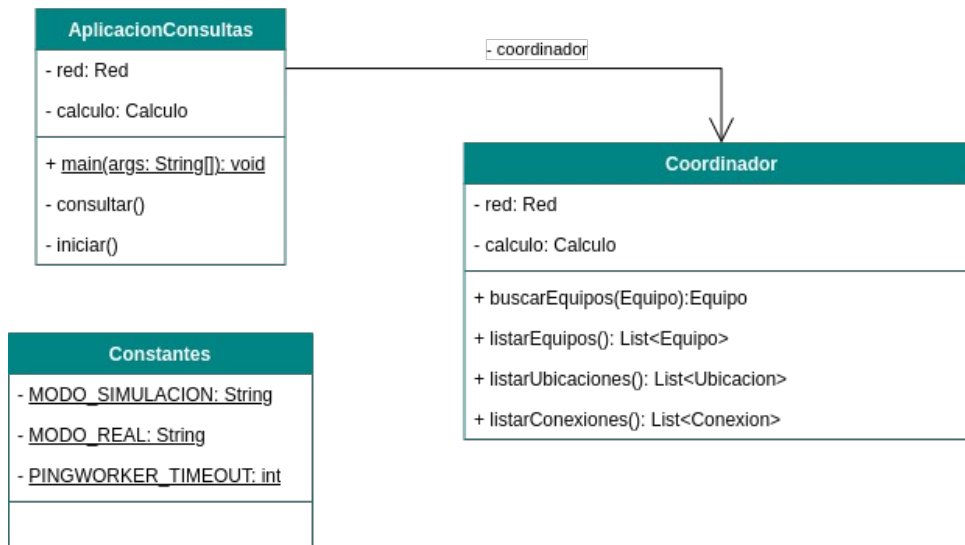 AplicacionConsultas
- red: Red
- calculo: Calculo
+ main(args: String[]): void
- consultar()
- iniciar()
- coordinador
Coordinador
- red: Red
- calculo: Calculo
+ buscarEquipos(Equipo):Equipo
+ listarEquipos(): List<Equipo>
+ listarUbicaciones(): List<Ubicacion>
+ listarConexiones(): List<Conexion>
Constantes
- MODO_SIMULACION: String
- MODO_REAL: String
- PINGWORKER_TIMEOUT: int